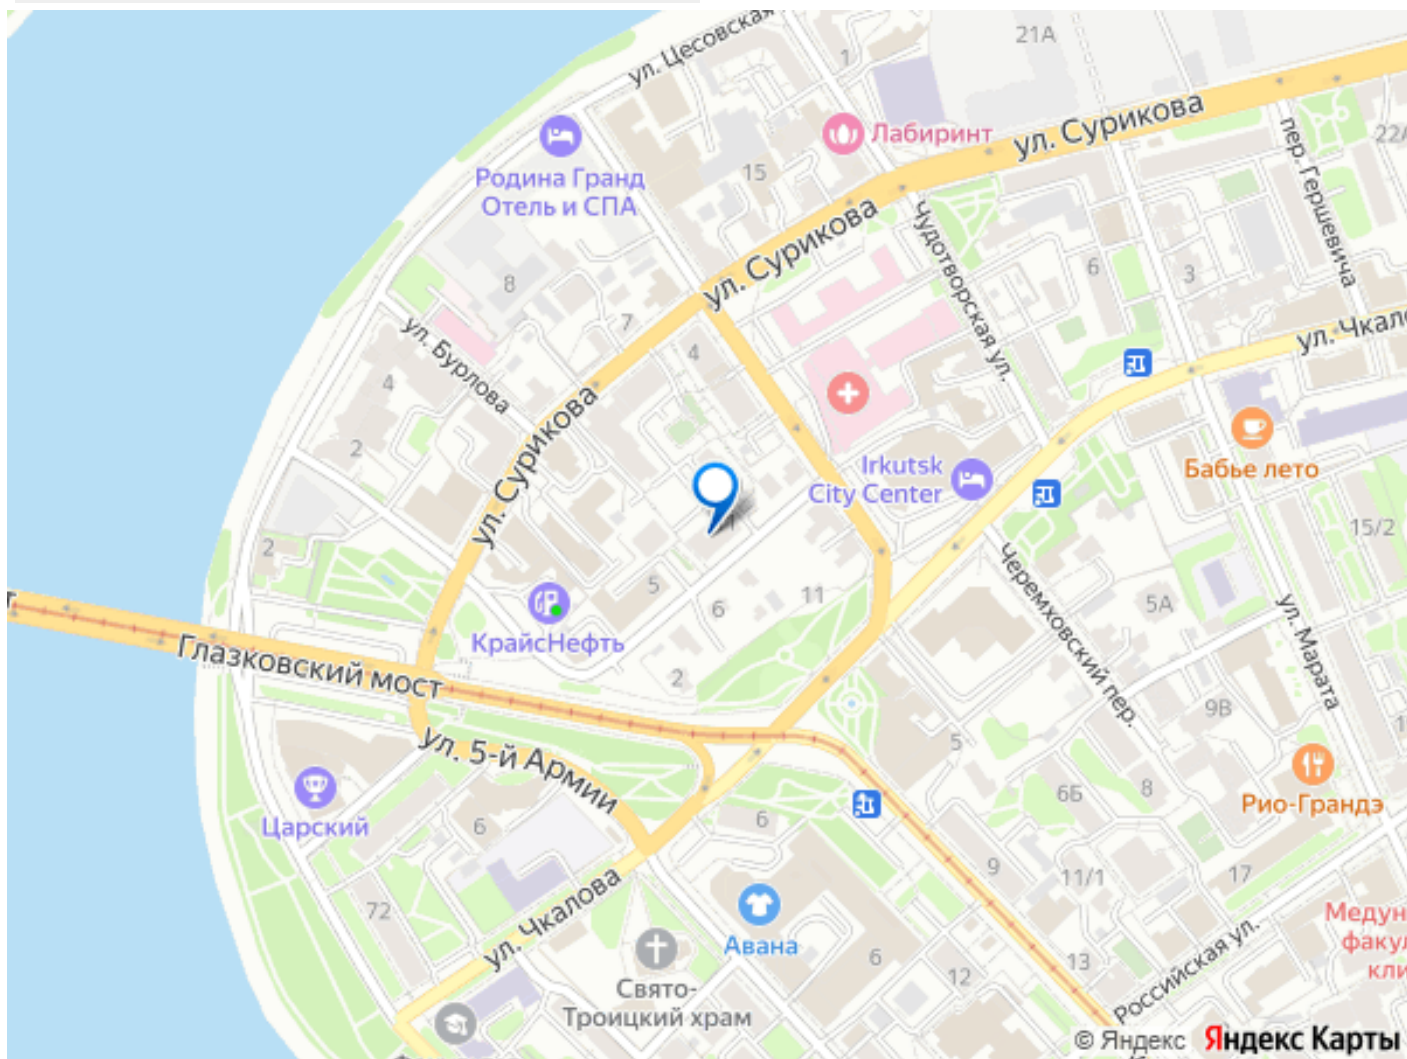 ул. Цесовская
21А
1
Лабиринт
ул. Сурикова
пер. Гершевича
22А
15
Родина Гранд
Отель и СПА
ул. Сурикова
Чудотворская ул.
6
3
8
7
ул. Чкало
ул. Бурлова
4
4
ул. Сурикова
2
Irkutsk
City Center
Бабье лето
1
15/2
2
Черемховский пер.
5
6
11
5А
ул. Марата
КрайсНефть
Глазковский мост
т
2
9В
5
ул. 5-й Армии
6Б
8
Рио-Грандэ
Царский
6
6
9
11/1
17
ул. Чкалова
72
Авана
Медун
факул
кли
6
12
13
Российская ул.
Свято-
Троицкий храм
© Яндекс Яндекс Карты